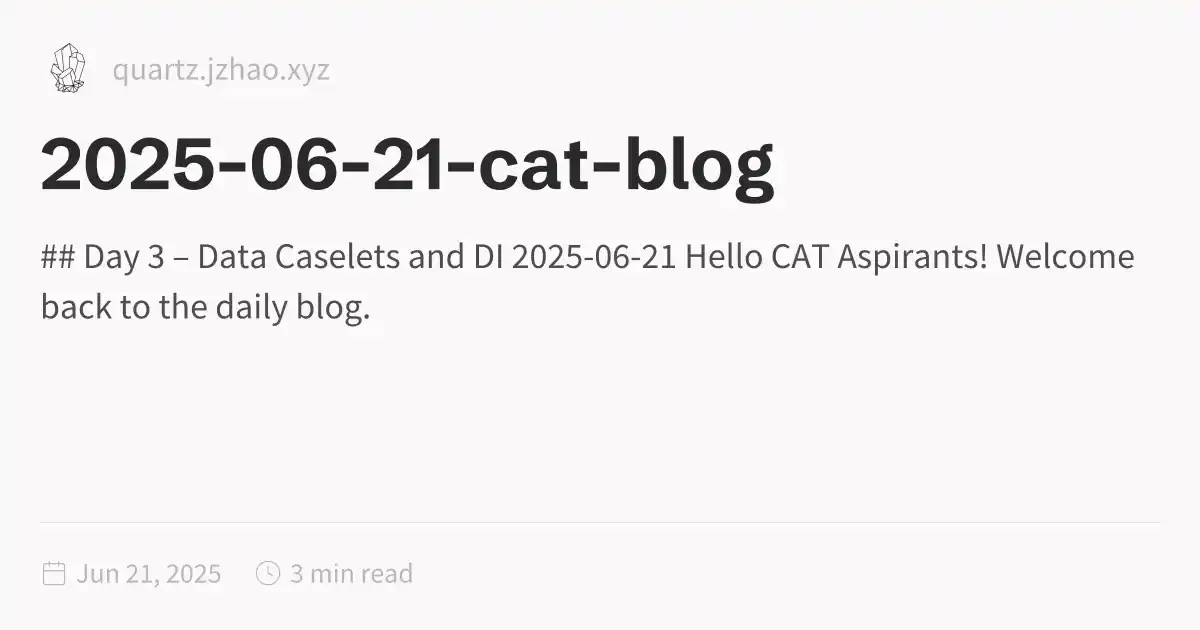 quartz.jzhao.xyz
2025-06-21-cat-blog
## Day 3 – Data Caselets and DI 2025-06-21 Hello CAT Aspirants! Welcome
back to the daily blog.
Jun 21, 2025 3 min read